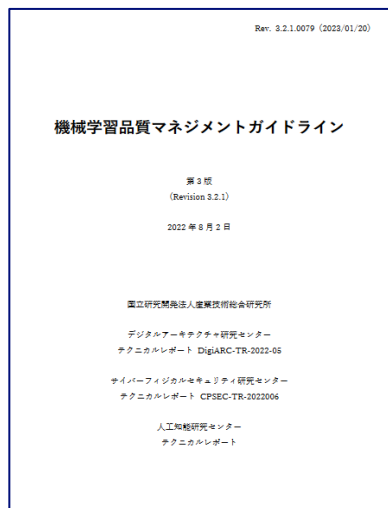 Rev. 3.2.1.0079 (2023/01/20)
機械学習品質マネジメントガイドライン
第 3 版
(Revision 3.2.1)
2022 年 8 月 2 日
国立研究開発法人産業技術総合研究所
デジタルアーキテクチャ研究センター
テクニカルレポート DigiARC-TR-2022-05
サイバーフィジカルセキュリティ研究センター
テクニカルレポート CPSEC-TR-2022006
人工知能研究センター
テクニカルレポート